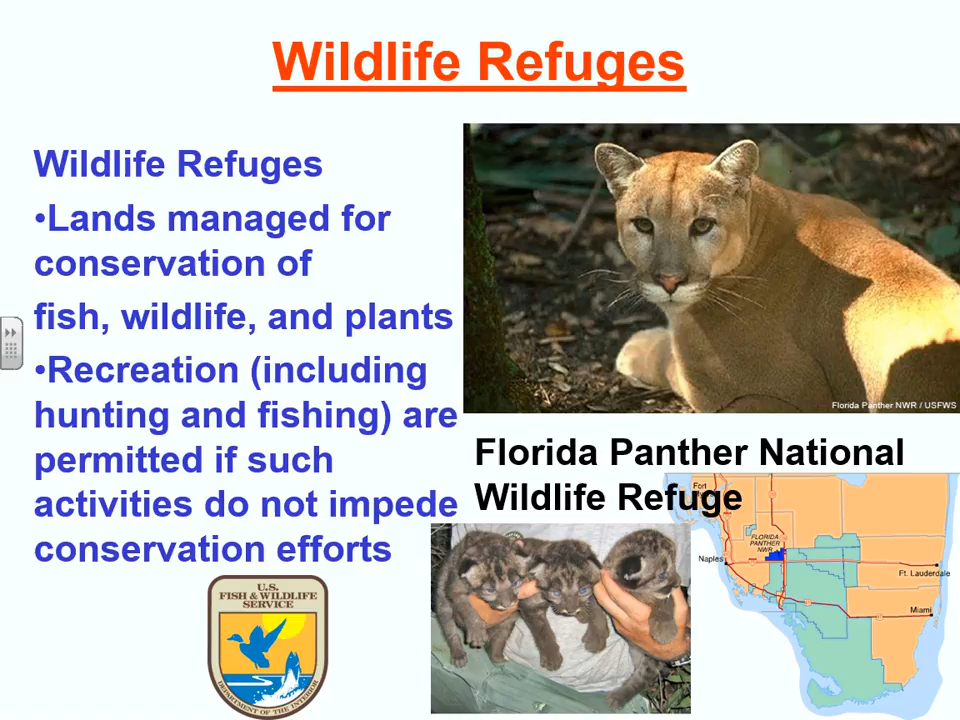 Wildlife Refuges
Wildlife Refuges
•Lands managed for
conservation of
fish, wildlife, and plants
•Recreation (including
hunting and fishing) are
permitted if such
activities do not impede
conservation efforts
Florida Panther NWR / USFWS
Florida Panther National
Wildlife Refuge
Fort
FLORIDA
PANTHER
NWR
Naples
Ft. Lauderdale
Miami
U.S.
FISH & WILDLIFE
SERVICE
DEPARTMENT OF THE INTERIOR